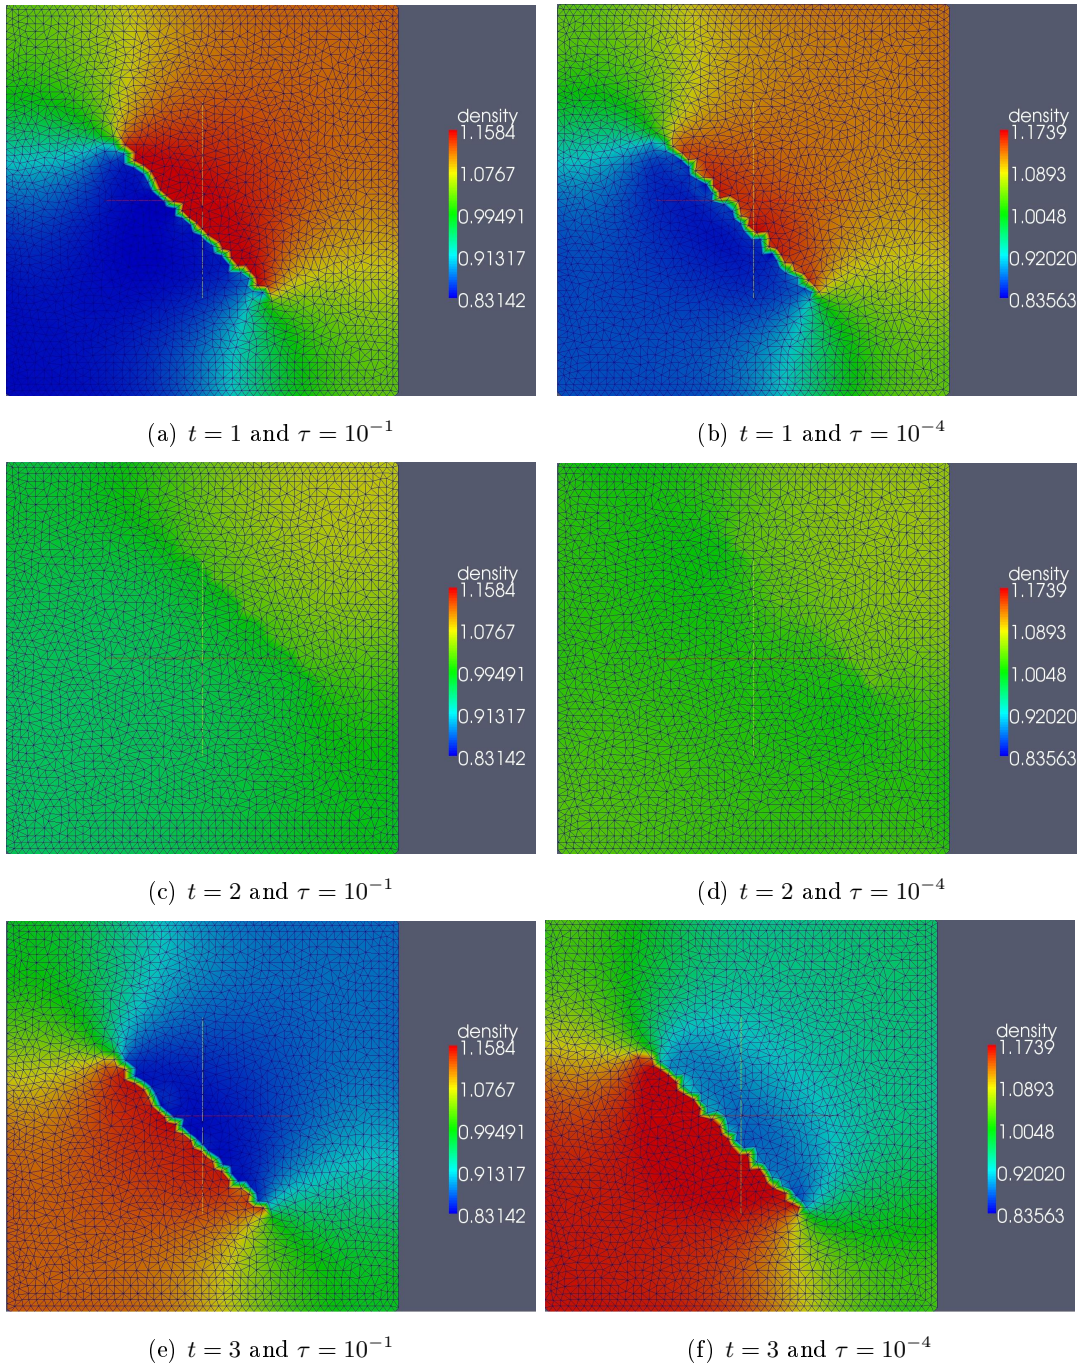 density
1.1584
1.0767
0.99491
0.91317
0.83142
density
1.1739
1.0893
1.0048
0.92020
0.83563
(a) t = 1 and τ = 10⁻¹
(b) t = 1 and τ = 10⁻⁴
density
1.1584
1.0767
0.99491
0.91317
0.83142
density
1.1739
1.0893
1.0048
0.92020
0.83563
(c) t = 2 and τ = 10⁻¹
(d) t = 2 and τ = 10⁻⁴
density
1.1584
1.0767
0.99491
0.91317
0.83142
density
1.1739
1.0893
1.0048
0.92020
0.83563
(e) t = 3 and τ = 10⁻¹
(f) t = 3 and τ = 10⁻⁴